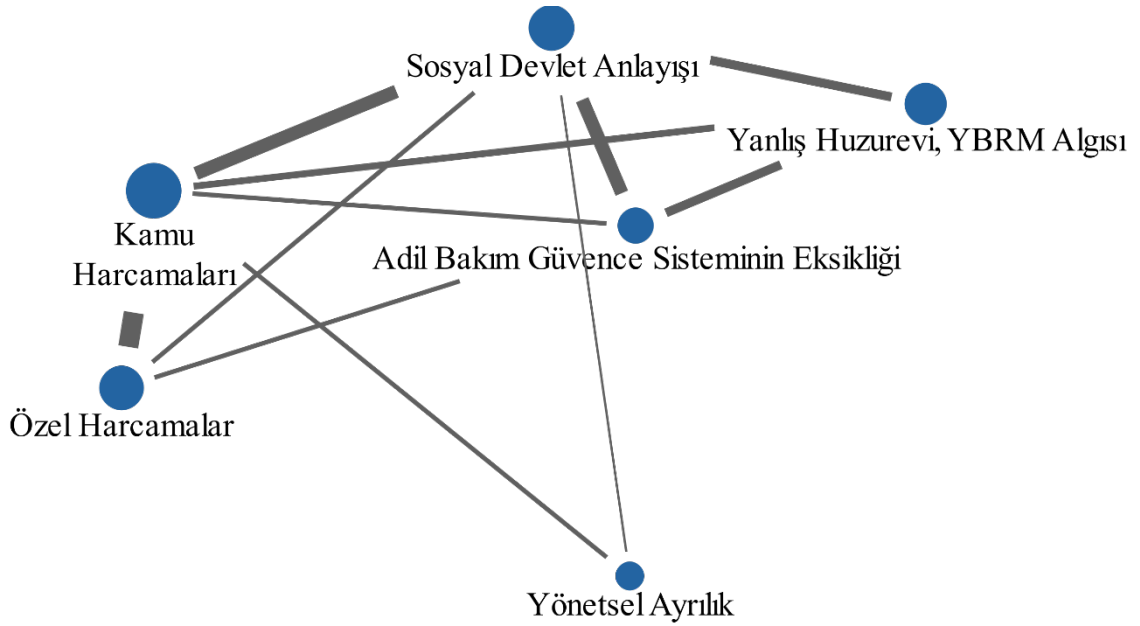 Sosyal Devlet Anlayışı
Yanlış Huzurevi, YBRM Algısı
Kamu
Harcamaları
Adil Bakım Güvence Sisteminin Eksikliği
Özel Harcamalar
Yönetsel Ayrılık